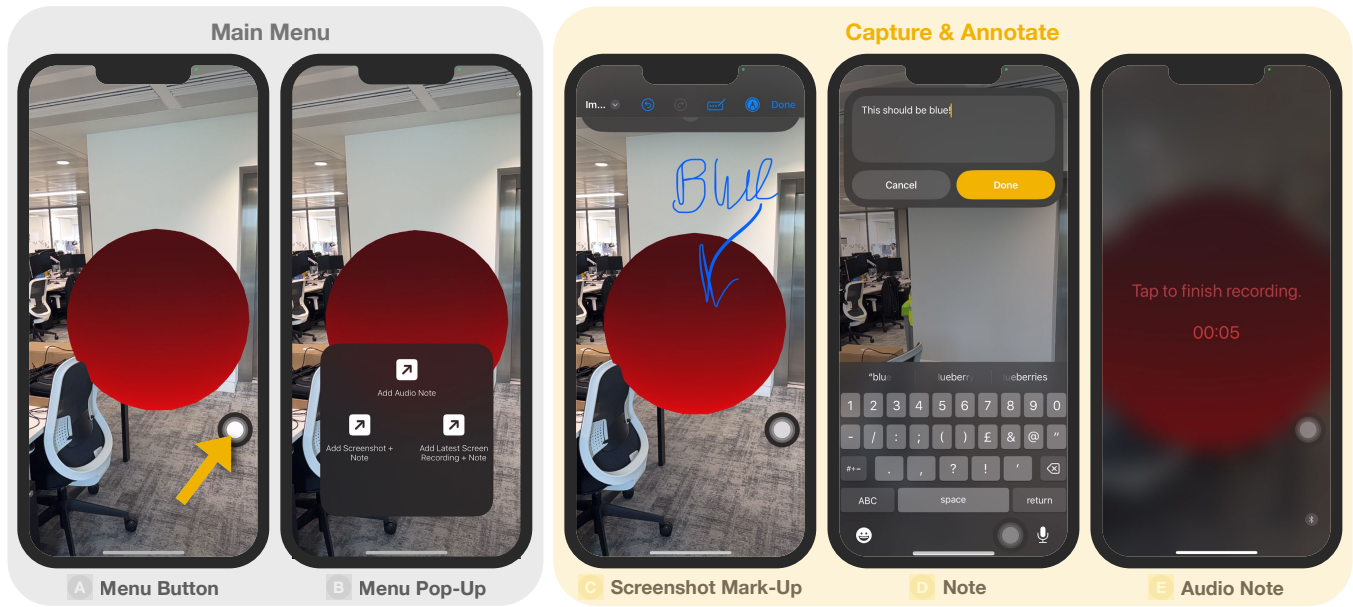 Main Menu
Capture & Annotate
Im...
Done
Blue
This should be blue!
Cancel
Done
Tap to finish recording.
00:05
Add Audio Note
Add Screenshot +
Note
Add Latest Screen
Recording + Note
"blue
lueberry
ueberries
1 2 3 4 5 6 7 8 9 0
- / : ; ( ) £ & @ "
#+= . , ? ! '
ABC space return
A Menu Button
B Menu Pop-Up
C Screenshot Mark-Up
D Note
E Audio Note